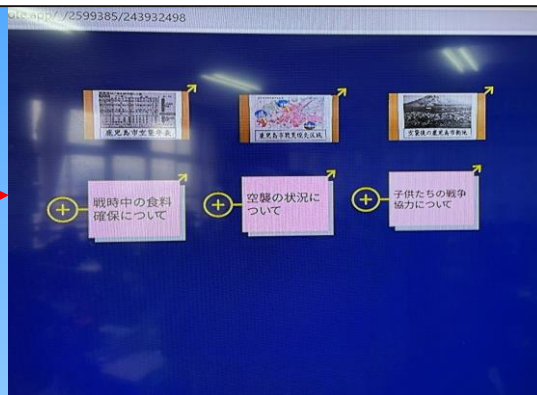 /2599385/243932498
鹿児島市空襲年表
鹿児島市戦災焼失区域
空襲後の鹿児島市街地
戦時中の食料
確保について
空襲の状況に
ついて
子供たちの戦争
協力について